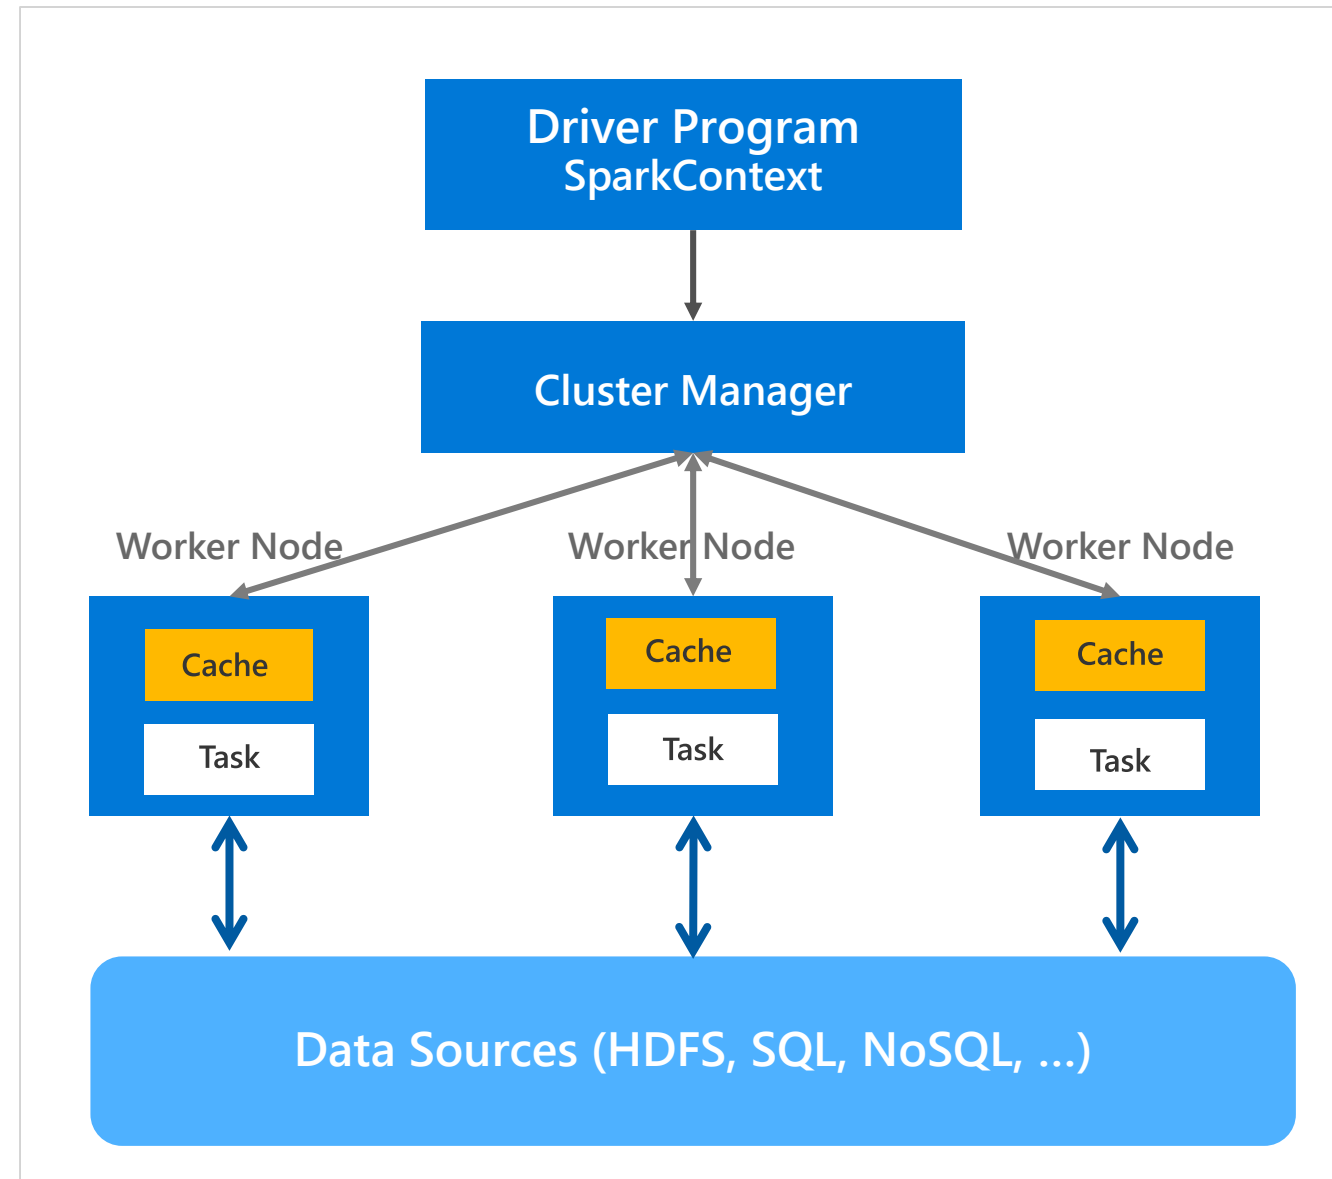 Driver Program
SparkContext
Cluster Manager
Worker Node
Worker Node
Worker Node
Cache
Cache
Cache
Task
Task
Task
Data Sources (HDFS, SQL, NoSQL, ...)